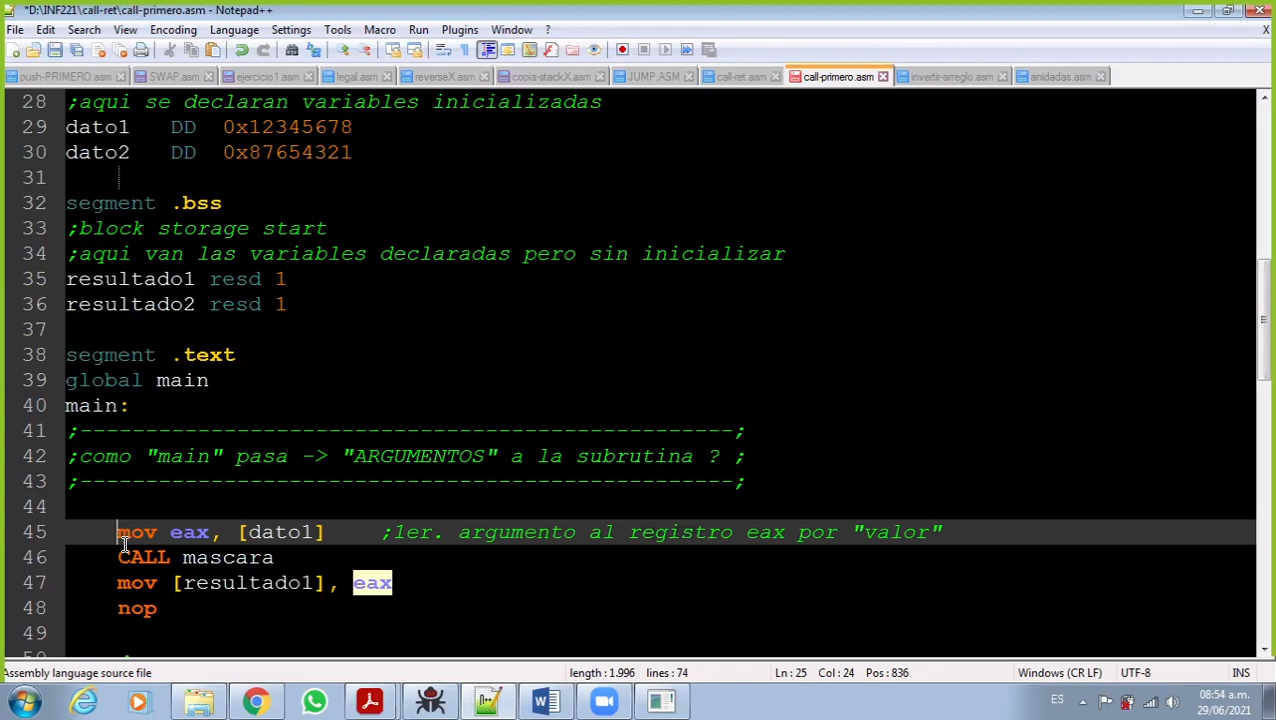 *D:\INF221\call-ret\call-primero.asm - Notepad++
File Edit Search View Encoding Language Settings Tools Macro Run Plugins Window ? X
push-PRIMERO.asm SWAP.asm ejercicio1.asm legal.asm reverseX.asm copia-stackX.asm JUMP.ASM call-ret.asm call-primero.asm invertir-arreglo.asm anidadas.asm
28 ;aqui se declaran variables inicializadas
29 dato1 DD 0x12345678
30 dato2 DD 0x87654321
31
32 segment .bss
33 ;block storage start
34 ;aqui van las variables declaradas pero sin inicializar
35 resultado1 resd 1
36 resultado2 resd 1
37
38 segment .text
39 global main
40 main:
41 ;--------------------------------------------------;
42 ;como "main" pasa -> "ARGUMENTOS" a la subrutina ? ;
43 ;--------------------------------------------------;
44
45 mov eax, [dato1] ;1er. argumento al registro eax por "valor"
46 CALL mascara
47 mov [resultado1], eax
48 nop
49
Assembly language source file length : 1.996 lines : 74 Ln : 25 Col : 24 Pos : 836 Windows (CR LF) UTF-8 INS
ES 08:54 a.m.
29/06/2021